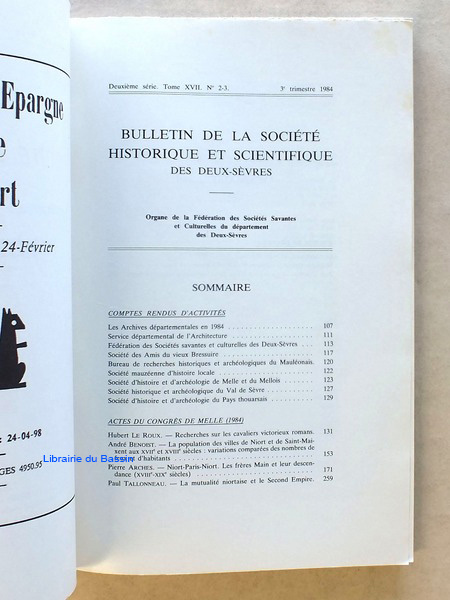 Epargne
e
rt
24-Février
: 24-04-98
GES 4950.95
Deuxième série. Tome XVII. N° 2-3. 3e trimestre 1984
BULLETIN DE LA SOCIÉTÉ
HISTORIQUE ET SCIENTIFIQUE
DES DEUX-SÈVRES
Organe de la Fédération des Sociétés Savantes
et Culturelles du département
des Deux-Sèvres
SOMMAIRE
COMPTES RENDUS D'ACTIVITÉS
Les Archives départementales en 1984 . . . . . . . . . . . . . . . . . . . . 107
Service départemental de l'Architecture . . . . . . . . . . . . . . . . . . . 111
Fédération des Sociétés savantes et culturelles des Deux-Sèvres . . . 113
Société des Amis du vieux Bressuire . . . . . . . . . . . . . . . . . . . . . 117
Bureau de recherches historiques et archéologiques du Mauléonais. 120
Société mauzéenne d'histoire locale . . . . . . . . . . . . . . . . . . . . . 122
Société d'histoire et d'archéologie de Melle et du Mellois . . . . . . . 123
Société historique et archéologique du Val de Sèvre . . . . . . . . . . 127
Société d'histoire et d'archéologie du Pays thouarsais . . . . . . . . . 129
ACTES DU CONGRÈS DE MELLE (1984)
Hubert LE ROUX. — Recherches sur les cavaliers victorieux romans. 131
André BENOIST. — La population des villes de Niort et de Saint-Mai-
xent aux XVIIe et XVIIIe siècles : variations comparées des nombres de
feux et d'habitants . . . . . . . . . . . . . . . . . . . . . . . . . . . . 153
Pierre ARCHES. — Niort-Paris-Niort. Les frères Main et leur descen-
dance (XVIIIe-XIXe siècles) . . . . . . . . . . . . . . . . . . . . . . . 171
Paul TALLONNEAU. — La mutualité niortaise et le Second Empire. 259
Librairie du Bassin